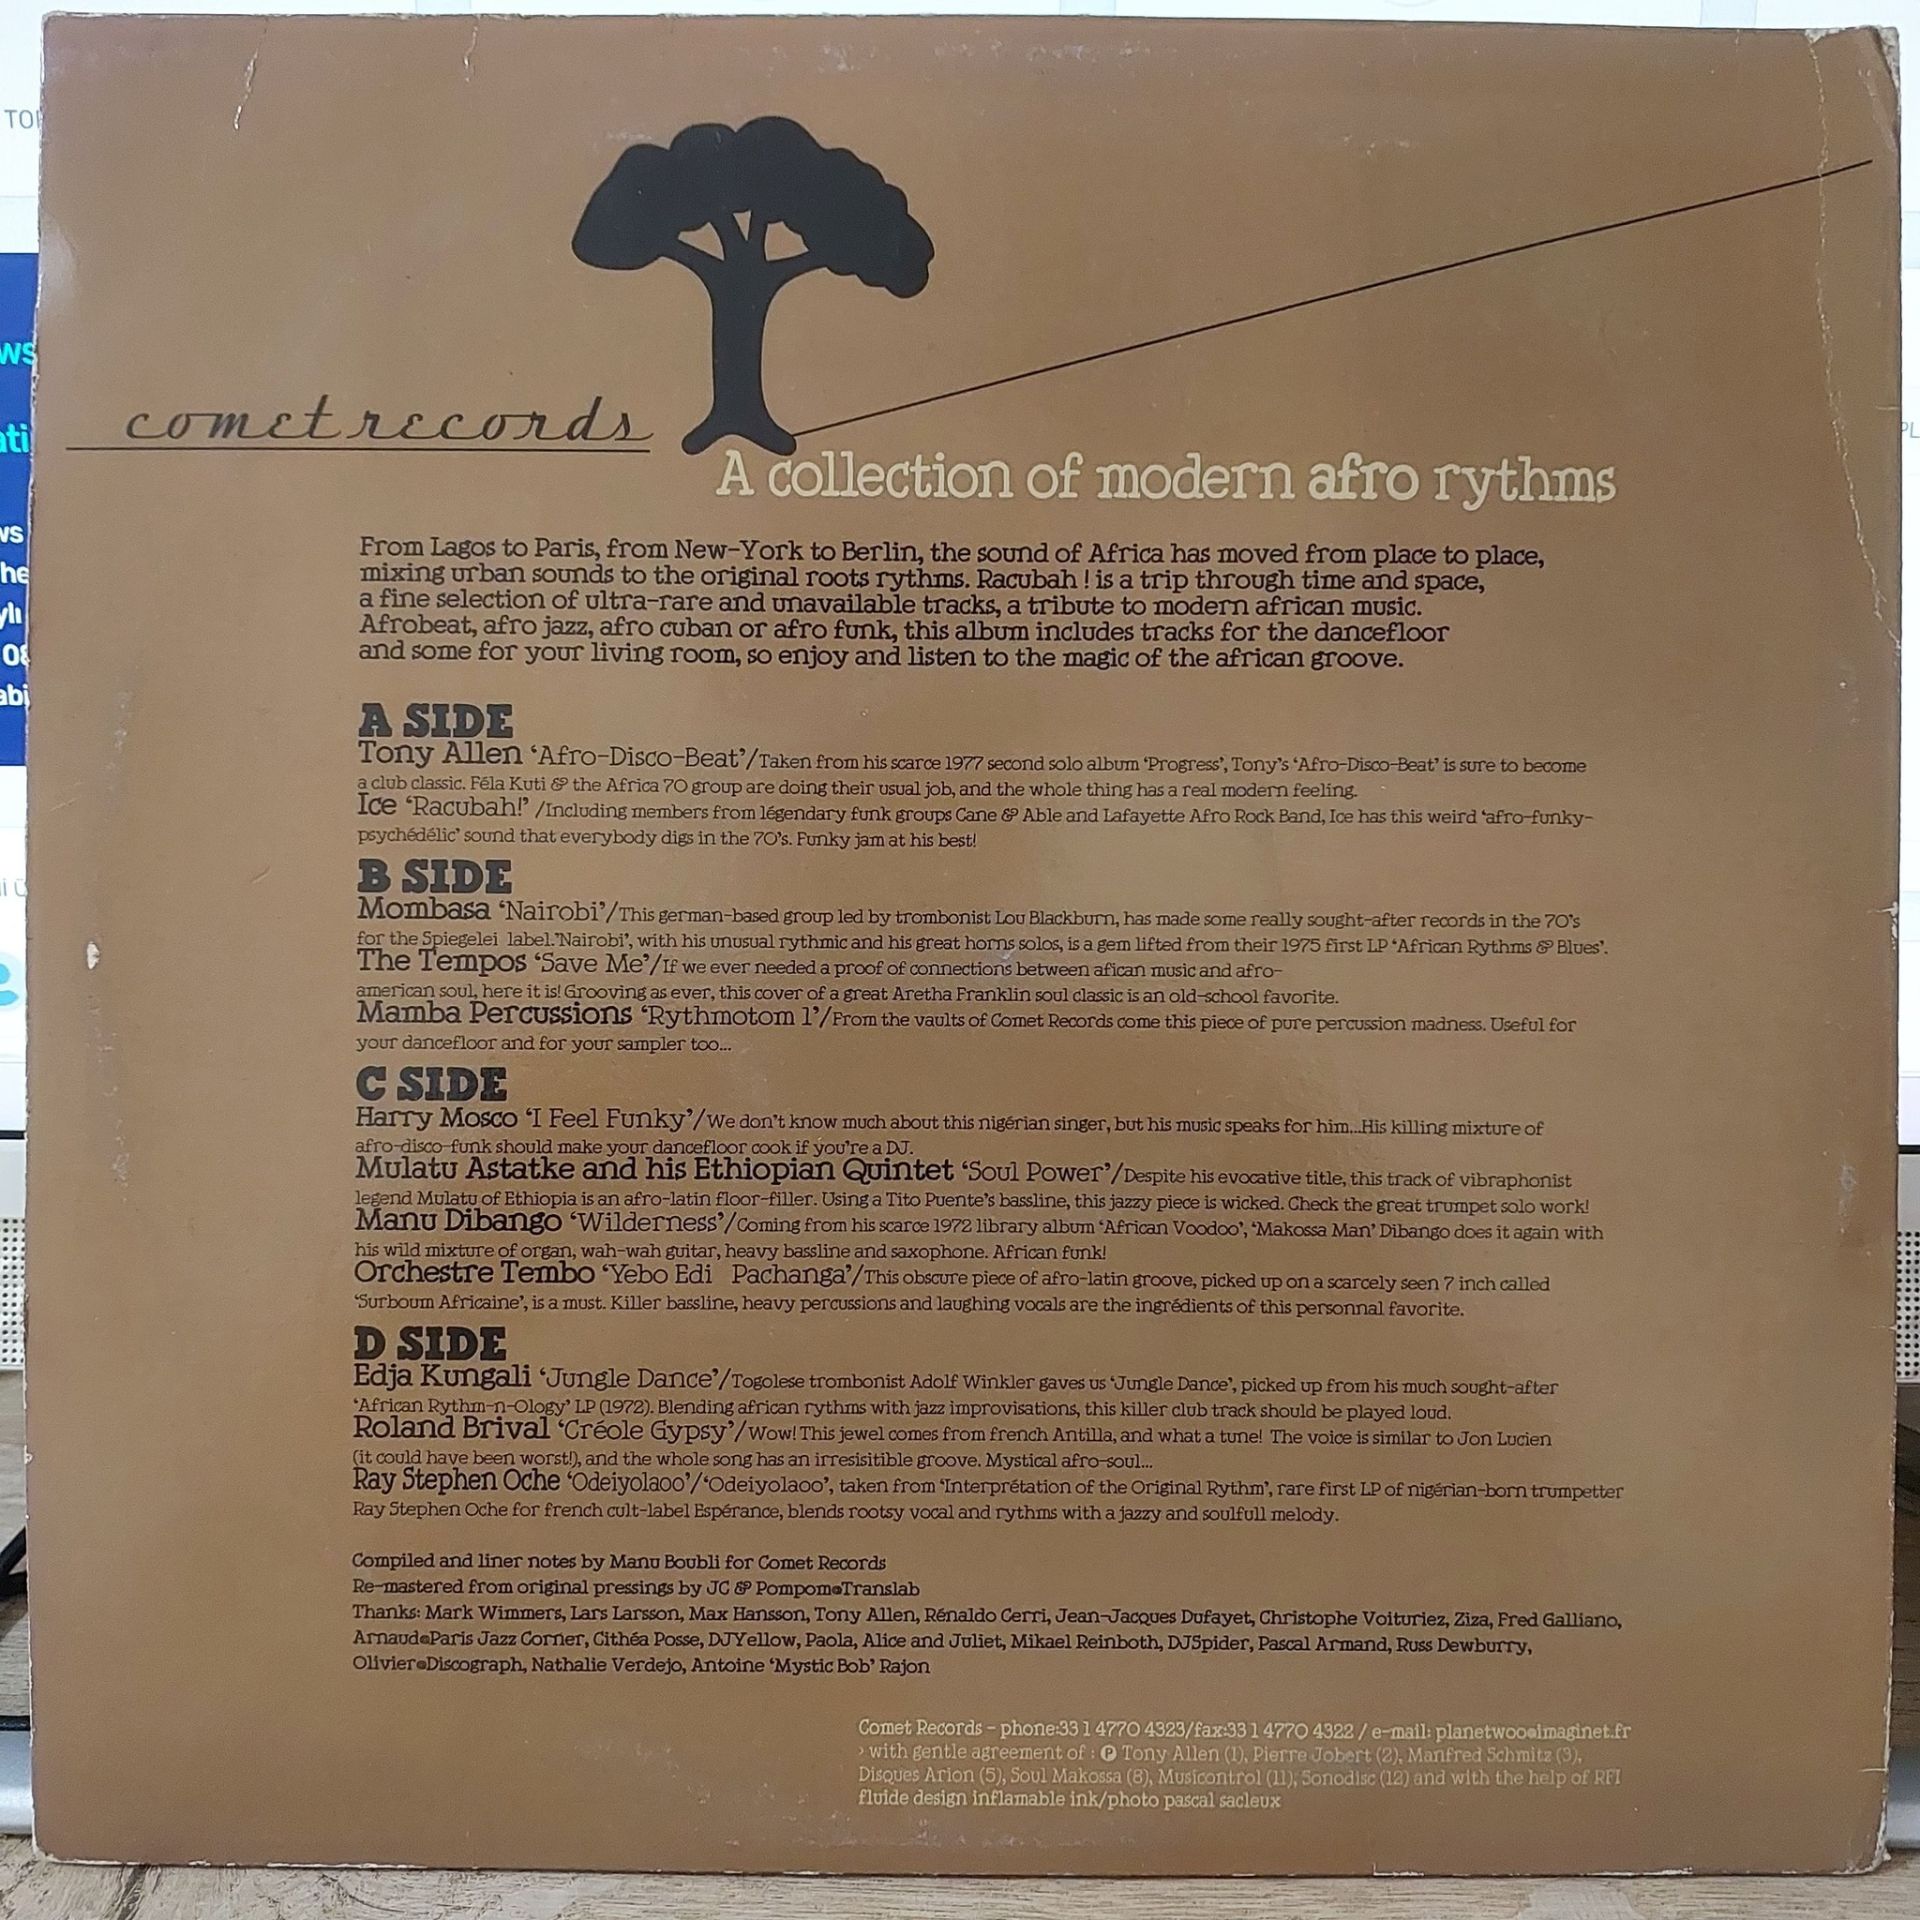 comet records
A collection of modern afro rythms
From Lagos to Paris, from New-York to Berlin, the sound of Africa has moved from place to place,
mixing urban sounds to the original roots rythms. Racubah ! is a trip through time and space,
a fine selection of ultra-rare and unavailable tracks, a tribute to modern african music.
Afrobeat, afro jazz, afro cuban or afro funk, this album includes tracks for the dancefloor
and some for your living room, so enjoy and listen to the magic of the african groove.
A SIDE
Tony Allen ‘Afro-Disco-Beat’/Taken from his scarce 1977 second solo album ‘Progress’, Tony's ‘Afro-Disco-Beat’ is sure to become
a club classic. Féla Kuti & the Africa 70 group are doing their usual job, and the whole thing has a real modern feeling.
Ice ‘Racubah!’ /Including members from légendary funk groups Cane & Able and Lafayette Afro Rock Band, Ice has this weird ‘afro-funky-
psychédélic’ sound that everybody digs in the 70's. Funky jam at his best!
B SIDE
Mombasa ‘Nairobi’/This german-based group led by trombonist Lou Blackburn, has made some really sought-after records in the 70's
for the Spiegelei label.’Nairobi’, with his unusual rythmic and his great horns solos, is a gem lifted from their 1975 first LP ‘African Rythms & Blues’.
The Tempos ‘Save Me’/If we ever needed a proof of connections between african music and afro-
american soul, here it is! Grooving as ever, this cover of a great Aretha Franklin soul classic is an old-school favorite.
Mamba Percussions ‘Rythmotom 1’/From the vaults of Comet Records come this piece of pure percussion madness. Useful for
your dancefloor and for your sampler too...
C SIDE
Harry Mosco ‘I Feel Funky’/We don't know much about this nigérian singer, but his music speaks for him...His killing mixture of
afro-disco-funk should make your dancefloor cook if you're a DJ.
Mulatu Astatke and his Ethiopian Quintet ‘Soul Power’/Despite his evocative title, this track of vibraphonist
legend Mulatu of Ethiopia is an afro-latin floor-filler. Using a Tito Puente's bassline, this jazzy piece is wicked. Check the great trumpet solo work!
Manu Dibango ‘Wilderness’/Coming from his scarce 1972 library album ‘African Voodoo’, ‘Makossa Man’ Dibango does it again with
his wild mixture of organ, wah-wah guitar, heavy bassline and saxophone. African funk!
Orchestre Tembo ‘Yebo Edi Pachanga’/This obscure piece of afro-latin groove, picked up on a scarcely seen 7 inch called
‘Surboum Africaine’, is a must. Killer bassline, heavy percussions and laughing vocals are the ingrédients of this personnal favorite.
D SIDE
Edja Kungali ‘Jungle Dance’/Togolese trombonist Adolf Winkler gaves us ‘Jungle Dance’, picked up from his much sought-after
‘African Rythm-n-Ology’ LP (1972). Blending african rythms with jazz improvisations, this killer club track should be played loud.
Roland Brival ‘Créole Gypsy’/Wow! This jewel comes from french Antilla, and what a tune! The voice is similar to Jon Lucien
(it could have been worst!), and the whole song has an irresisitible groove. Mystical afro-soul...
Ray Stephen Oche ‘Odeiyolaoo’/‘Odeiyolaoo’, taken from ‘Interprétation of the Original Rythm’, rare first LP of nigérian-born trumpetter
Ray Stephen Oche for french cult-label Espérance, blends rootsy vocal and rythms with a jazzy and soulfull melody.
Compiled and liner notes by Manu Boubli for Comet Records
Re-mastered from original pressings by JC & Pompom@Translab
Thanks: Mark Wimmers, Lars Larsson, Max Hansson, Tony Allen, Rénaldo Cerri, Jean-Jacques Dufayet, Christophe Voituriez, Ziza, Fred Galliano,
Arnaud@Paris Jazz Corner, Cithéa Posse, DJYellow, Paola, Alice and Juliet, Mikael Reinboth, DJSpider, Pascal Armand, Russ Dewburry,
Olivier@Discograph, Nathalie Verdejo, Antoine ‘Mystic Bob’ Rajon
Comet Records - phone:33 1 4770 4323/fax:33 1 4770 4322 / e-mail: planetwoo@imaginet.fr
› with gentle agreement of : ℗ Tony Allen (1), Pierre Jobert (2), Manfred Schmitz (3),
Disques Arion (5), Soul Makossa (8), Musicontrol (11), Sonodisc (12) and with the help of RFI
fluide design inflamable ink/photo pascal sacleux